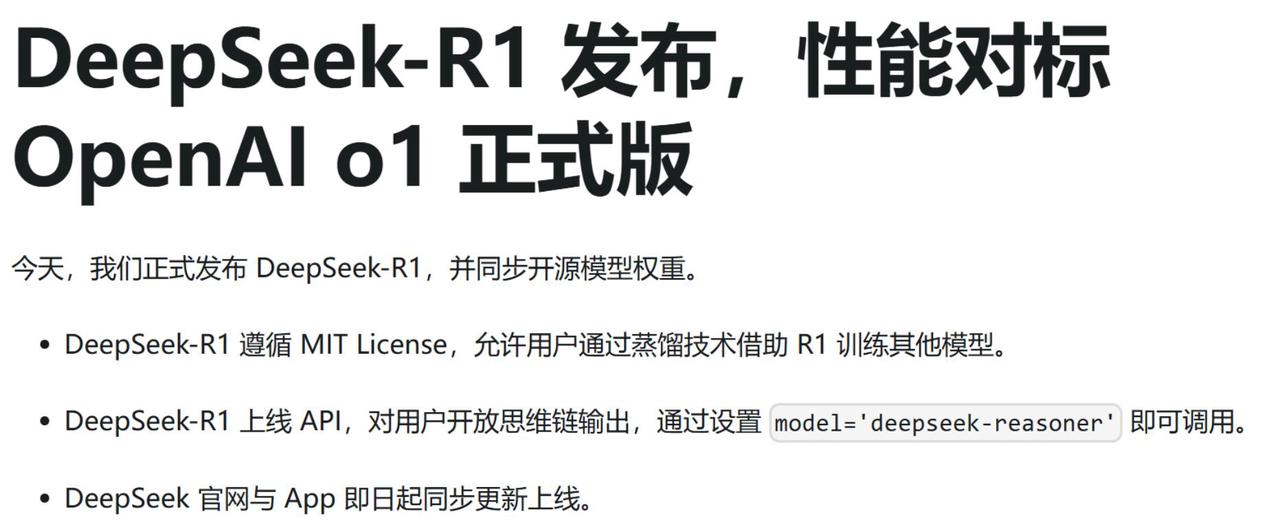 DeepSeek-R1 发布，性能对标
OpenAI o1 正式版
今天，我们正式发布 DeepSeek-R1，并同步开源模型权重。
• DeepSeek-R1 遵循 MIT License，允许用户通过蒸馏技术借助 R1 训练其他模型。
• DeepSeek-R1 上线 API，对用户开放思维链输出，通过设置 model='deepseek-reasoner' 即可调用。
• DeepSeek 官网与 App 即日起同步更新上线。